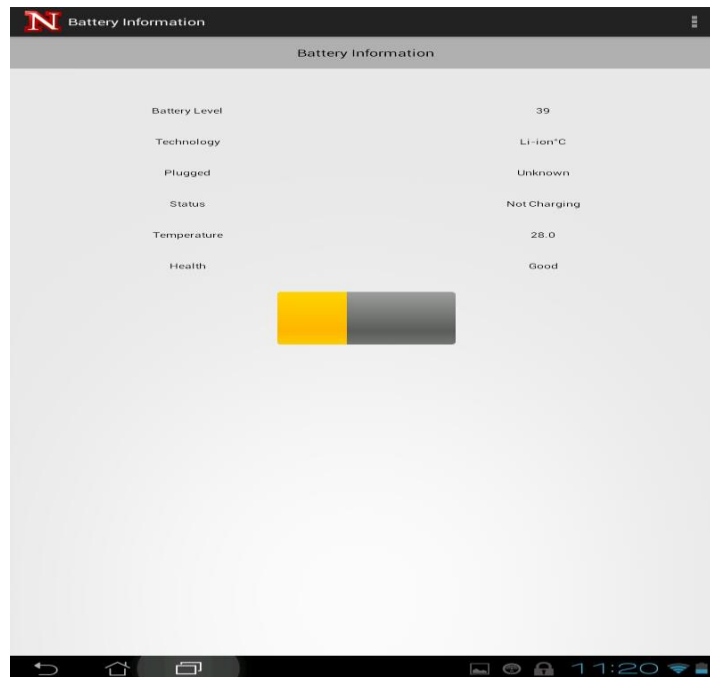 N Battery Information
Battery Information
Battery Level 39
Technology Li-ion°C
Plugged Unknown
Status Not Charging
Temperature 28.0
Health Good
11:20